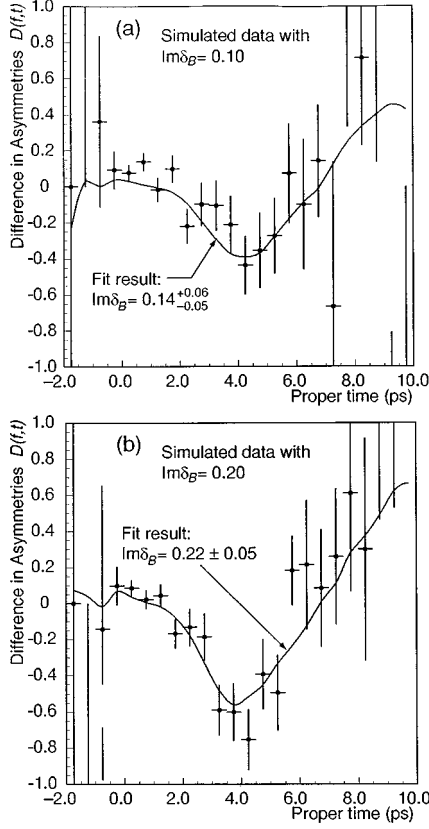 (a)
Simulated data with
Imδ_B= 0.10
Difference in Asymmetries D(f,t)
1.0
0.8
0.6
0.4
0.2
0
-0.2
-0.4
-0.6
-0.8
-1.0
Fit result:
Imδ_B= 0.14 +0.06 -0.05
-2.0 0.0 2.0 4.0 6.0 8.0 10.0
Proper time (ps)
(b)
Simulated data with
Imδ_B= 0.20
Difference in Asymmetries D(f,t)
1.0
0.8
0.6
0.4
0.2
0
-0.2
-0.4
-0.6
-0.8
-1.0
Fit result:
Imδ_B= 0.22 ± 0.05
-2.0 0.0 2.0 4.0 6.0 8.0 10.0
Proper time (ps)